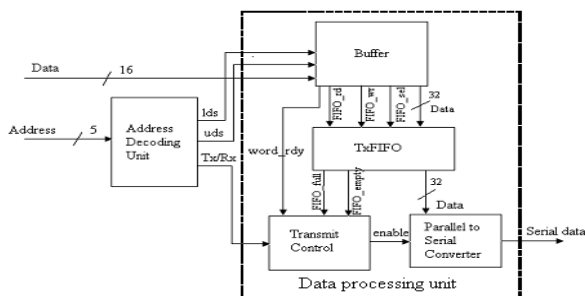 Buffer
Data
16
lds
uds
Tx/Rx
Address
5
Address
Decoding
Unit
FIFO_rd
FIFO_wr
FIFO_sel
32
Data
word_rdy
TxFIFO
FIFO_full
FIFO_empty
32
Data
Transmit
Control
enable
Parallel to
Serial
Converter
Serial data
Data processing unit